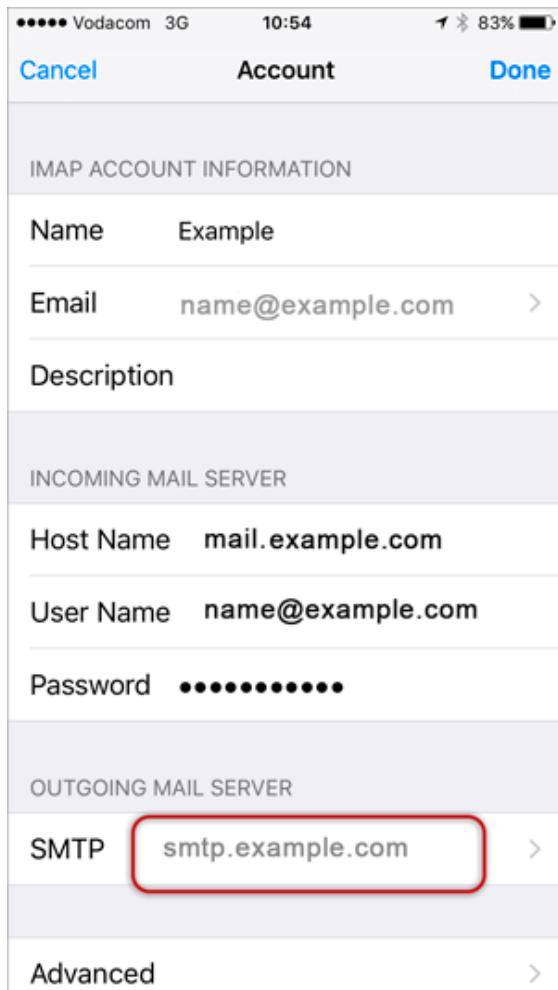 Vodacom 3G 10:54 83%
Cancel Account Done
IMAP ACCOUNT INFORMATION
Name Example
Email name@example.com
Description
INCOMING MAIL SERVER
Host Name mail.example.com
User Name name@example.com
Password •••••••••••
OUTGOING MAIL SERVER
SMTP smtp.example.com
Advanced